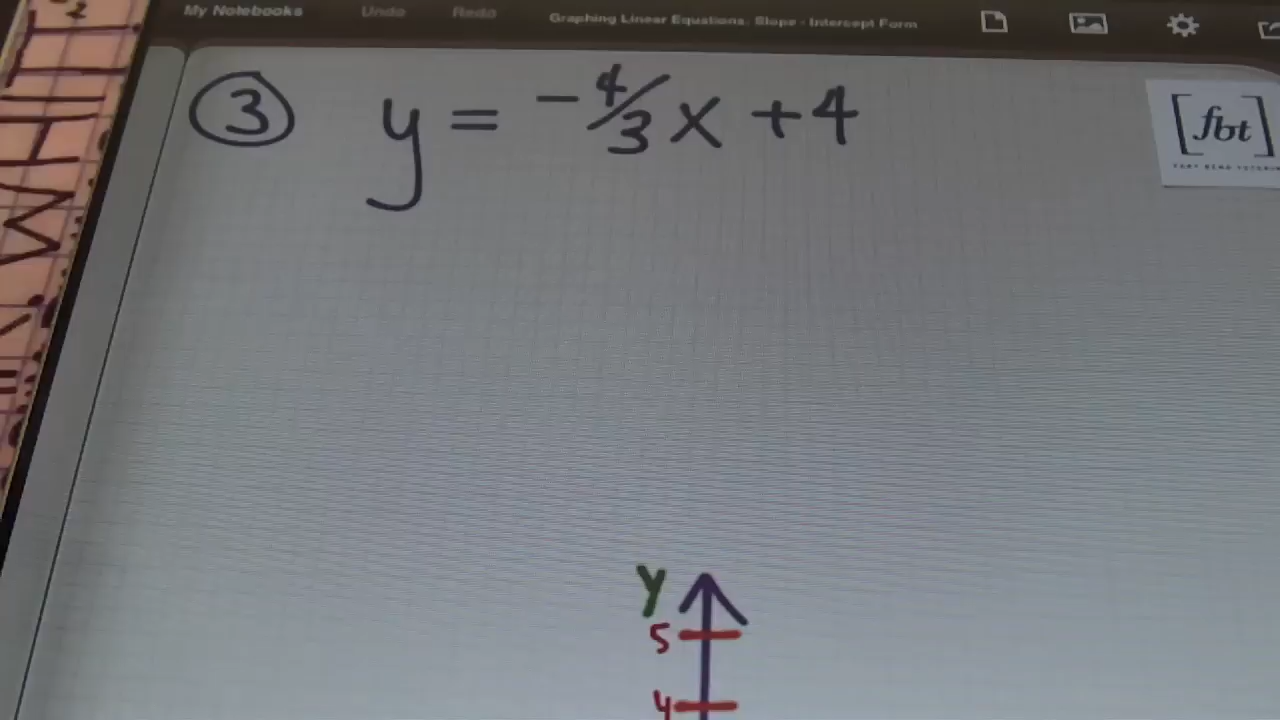 My Notebooks Undo Redo Graphing Linear Equations. Slope - Intercept Form
③ y = -4/3 x + 4
[fbt]
y
5
4